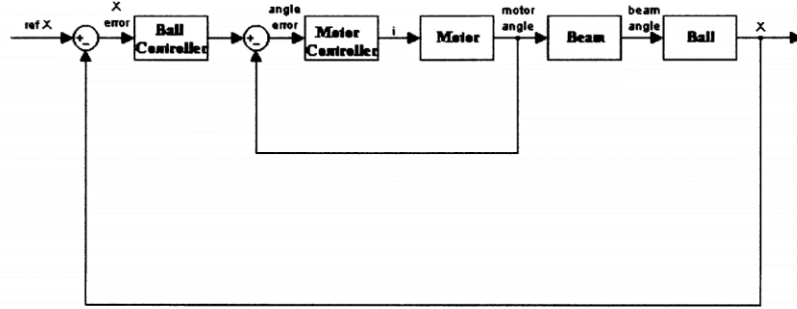 ref X
+
-
X
error
Ball
Controller
+
-
angle
error
Motor
Controller
i
Motor
motor
angle
Beam
beam
angle
Ball
X